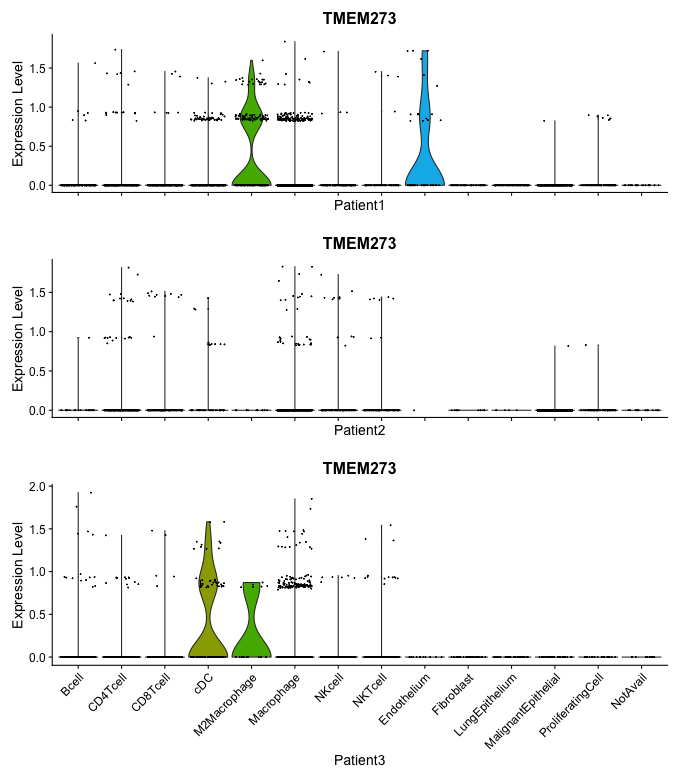 TMEM273
Expression Level
1.5
1.0
0.5
0.0
Patient1
TMEM273
Expression Level
1.5
1.0
0.5
0.0
Patient2
TMEM273
Expression Level
2.0
1.5
1.0
0.5
0.0
Bcell
CD4Tcell
CD8Tcell
cDC
M2Macrophage
Macrophage
NKcell
NKTcell
Endothelium
Fibroblast
LungEpithelium
MalignantEpithelial
ProliferatingCell
NotAvail
Patient3